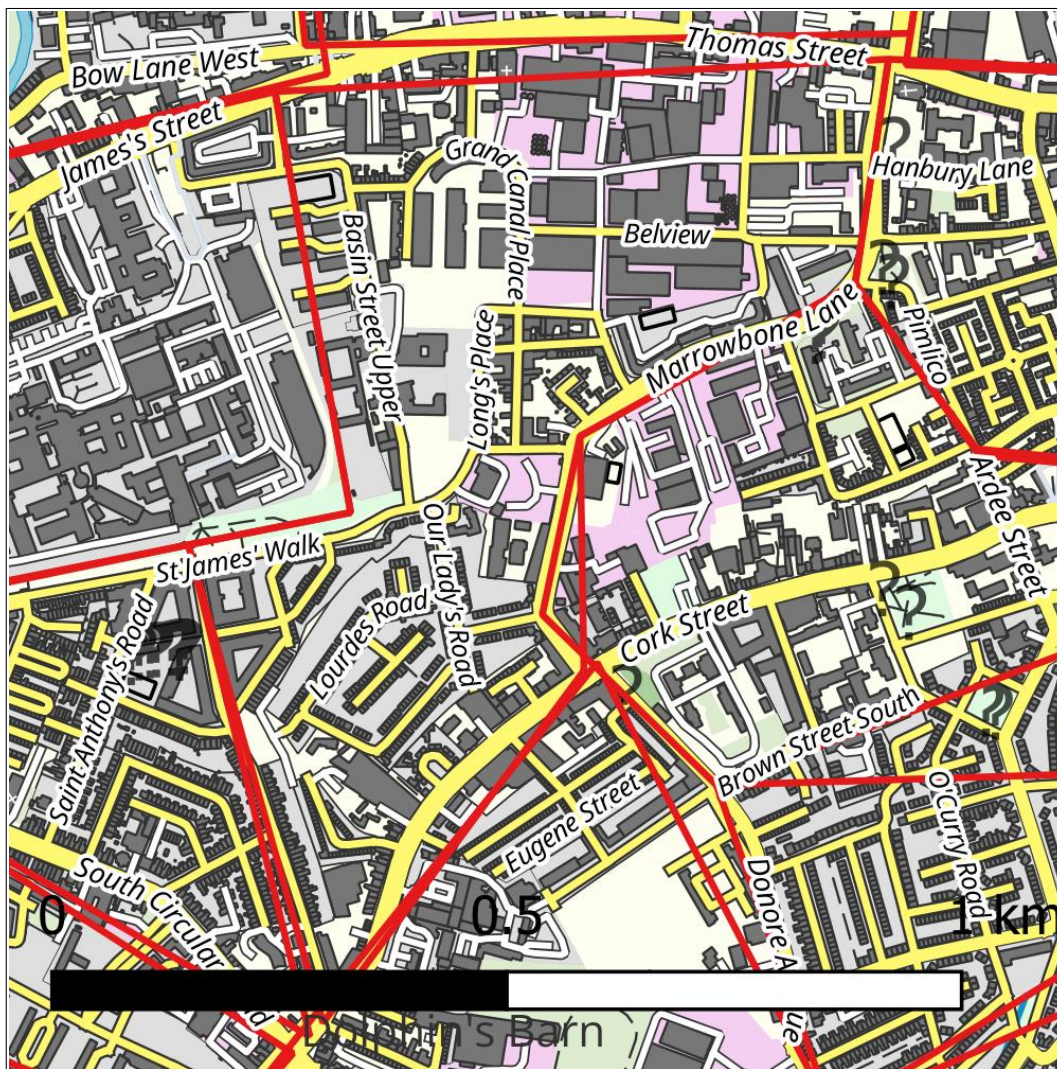 Thomas Street
Bow Lane West
James's Street
Grand Canal Place
Hanbury Lane
Basin Street Upper
Belview
Long's Place
Marrowbone Lane
Pimlico
Ardee Street
St James' Walk
Our Lady's Road
Lourdes Road
Cork Street
Saint Anthony's Road
Brown Street South
Eugene Street
O'Curry Road
South Circular Road
Donore Avenue
0
0.5
1 km
Dolphin's Barn